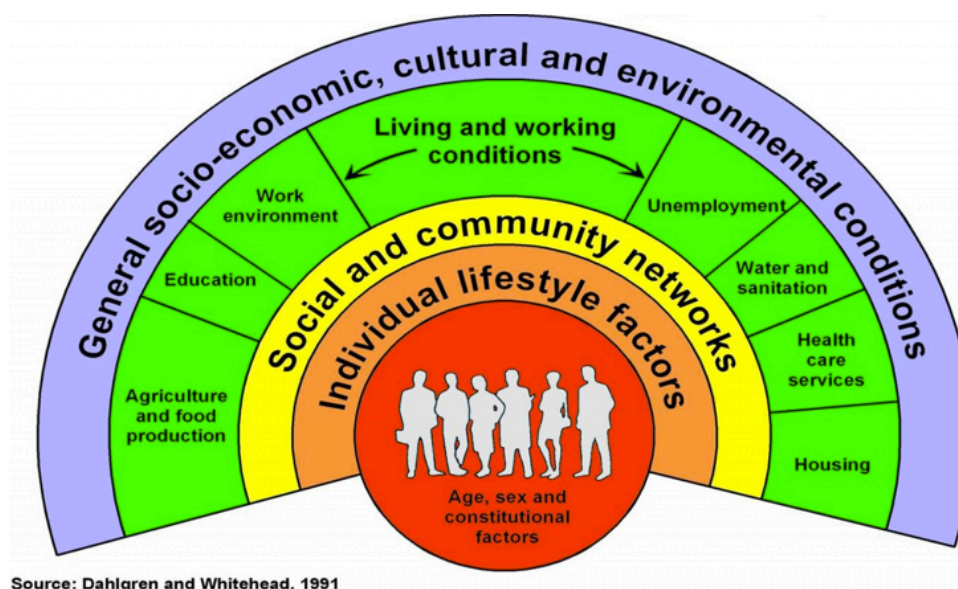 General socio-economic, cultural and environmental conditions
Living and working
conditions
Work
environment
Unemployment
Education
Water and
sanitation
Agriculture
and food
production
Health
care
services
Housing
Social and community networks
Individual lifestyle factors
Age, sex and
constitutional
factors
Source: Dahlgren and Whitehead, 1991